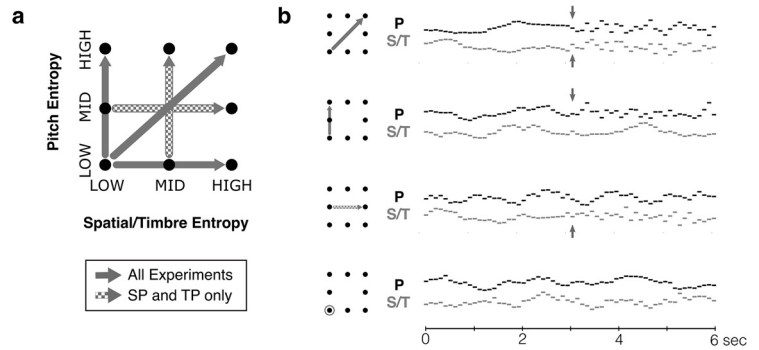 a
b
HIGH
MID
LOW
Pitch Entropy
LOW MID HIGH
Spatial/Timbre Entropy
All Experiments
SP and TP only
P
S/T
P
S/T
P
S/T
P
S/T
0 2 4 6 sec